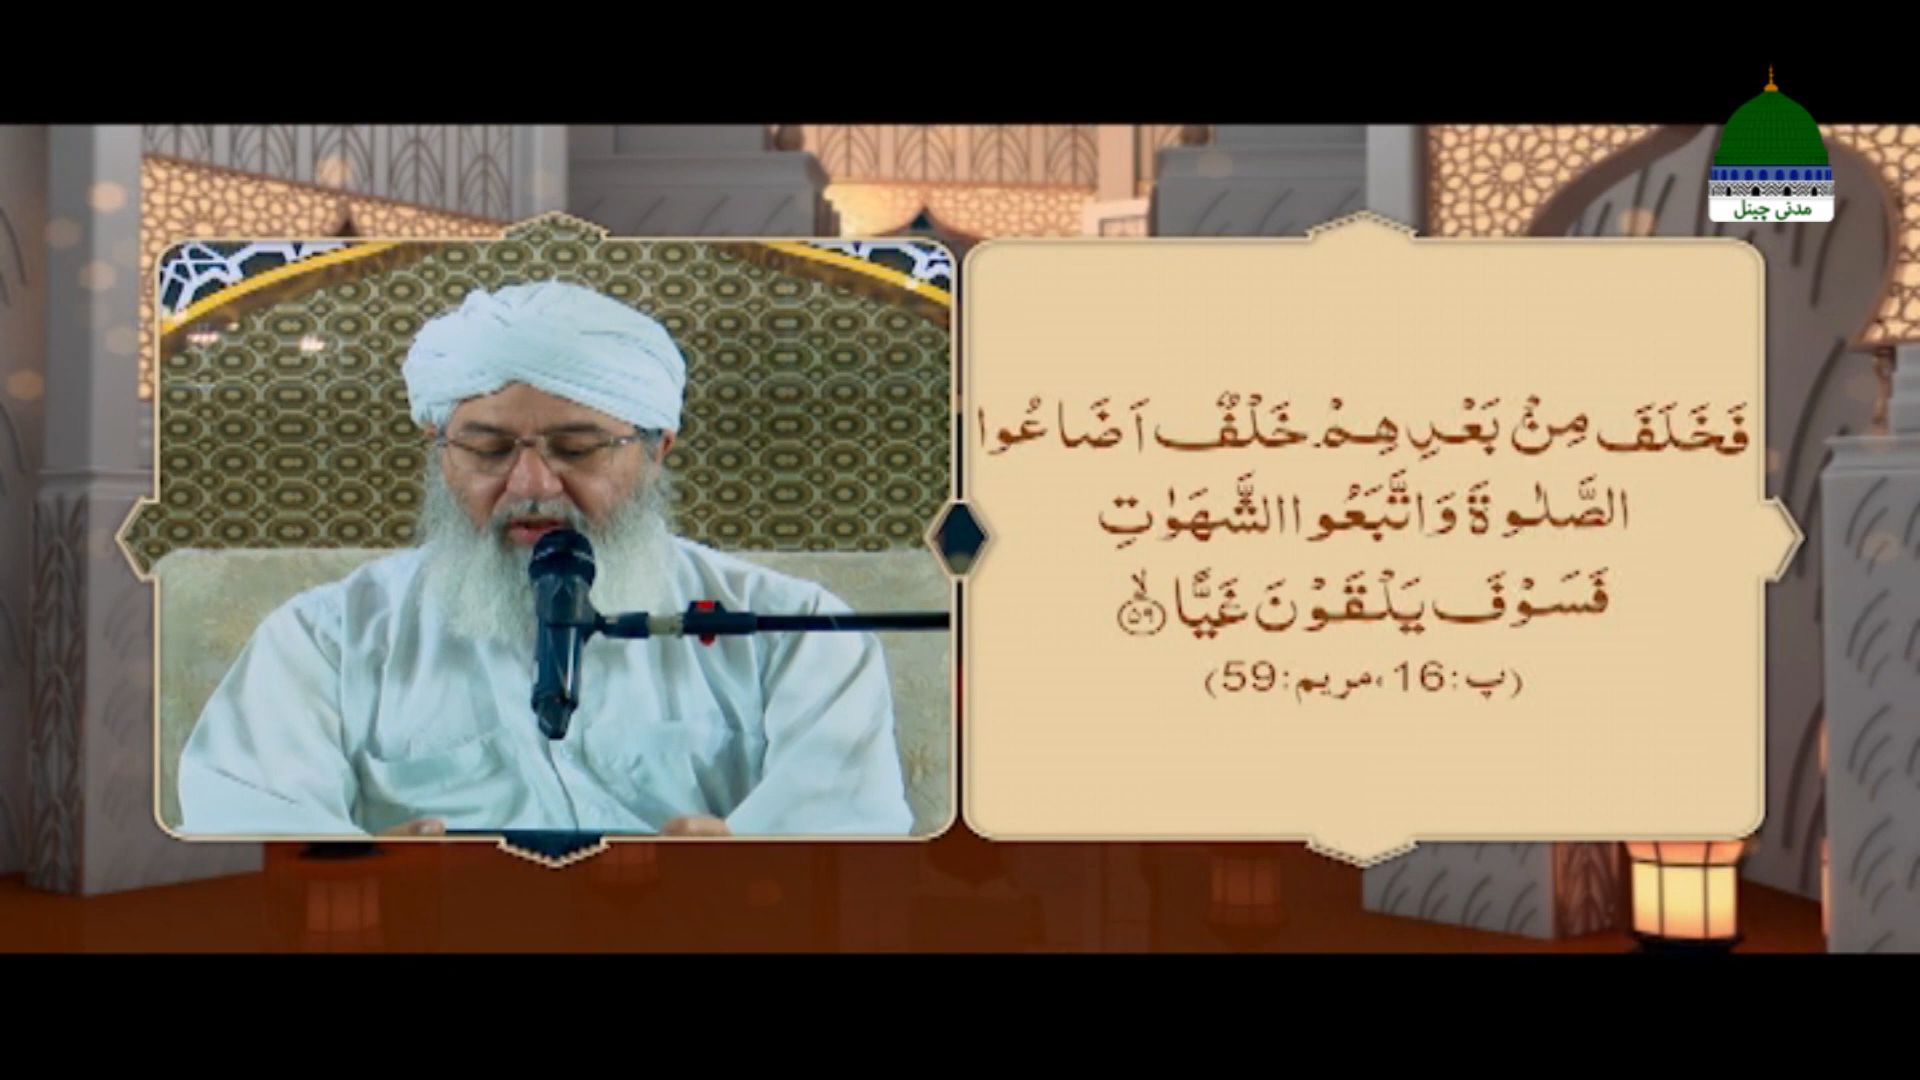 مدنی چینل
فَخَلَفَ مِنْۢ بَعْدِهِمْ خَلْفٌ اَضَاعُوا
الصَّلٰوةَ وَاتَّبَعُوا الشَّهَوٰتِ
فَسَوْفَ یَلْقَوْنَ غَیًّاۙ۝۵۹
(پ:16،مریم:59)